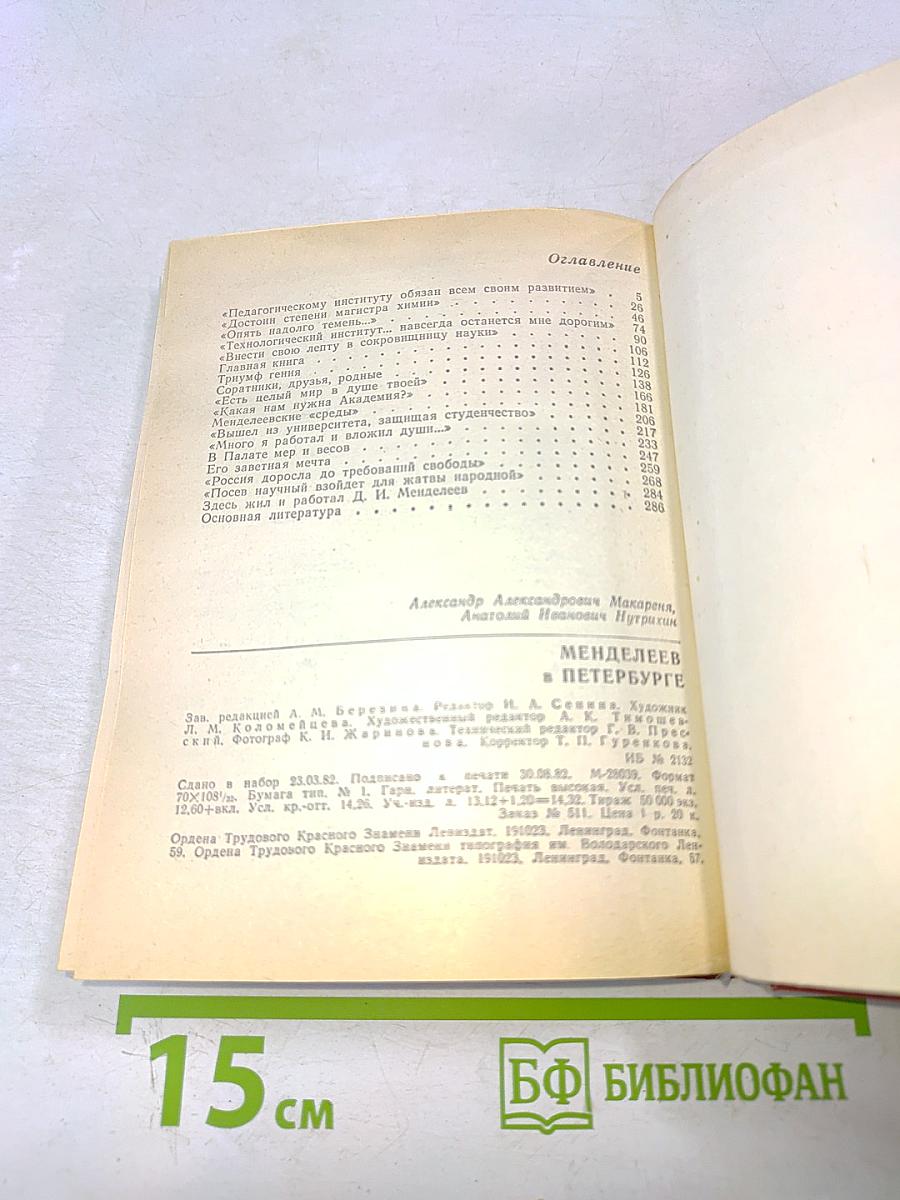 Оглавление
«Педагогическому институту обязан всем своим развитием» . 5
«Достоин степени магистра химии» . . . . . . . 26
«Опять надолго темень...» . . . . . . . . . 46
«Технологический институт... навсегда останется мне дорогим» 74
«Внести свою лепту в сокровищницу науки» . . . . . 90
Главная книга . . . . . . . . . . . . 106
Триумф гения . . . . . . . . . . . . 112
Соратники, друзья, родные . . . . . . . . . 126
«Есть целый мир в душе твоей» . . . . . . . . 138
«Какая нам нужна Академия?» . . . . . . . . 166
Менделеевские «среды» . . . . . . . . . . 181
«Вышел из университета, защищая студенчество» . . . . 206
«Много я работал и вложил души...» . . . . . . . 217
В Палате мер и весов . . . . . . . . . . 233
Его заветная мечта . . . . . . . . . . . 247
«Россия доросла до требований свободы» . . . . . . 259
«Посев научный взойдет для жатвы народной» . . . . . 268
Здесь жил и работал Д. И. Менделеев . . . . . . . 284
Основная литература . . . . . . . . . . . 286
Александр Александрович Макареня,
Анатолий Иванович Нутрихин
МЕНДЕЛЕЕВ
в ПЕТЕРБУРГЕ
Зав. редакцией А. М. Березина. Редактор И. А. Сенина. Художник
Л. М. Коломейцева. Художественный редактор А. К. Тимошев-
ский. Фотограф К. И. Жаринова. Технический редактор Г. В. Прес-
нова. Корректор Т. П. Гуренкова.
ИБ № 2132
Сдано в набор 23.03.82. Подписано к печати 30.08.82. М-28039. Формат
70×108¹/₃₂. Бумага тип. № 1. Гарн. литерат. Печать высокая. Усл. печ. л.
12,60+вкл. Усл. кр.-отт. 14,26. Уч.-изд. л. 13,12+1,20=14,32. Тираж 50 000 экз.
Заказ № 511. Цена 1 р. 20 к.
Ордена Трудового Красного Знамени Лениздат. 191023, Ленинград, Фонтанка,
59. Ордена Трудового Красного Знамени типография им. Володарского Лен-
издата. 191023, Ленинград, Фонтанка, 57.
15 см
БФ БИБЛИОФАН